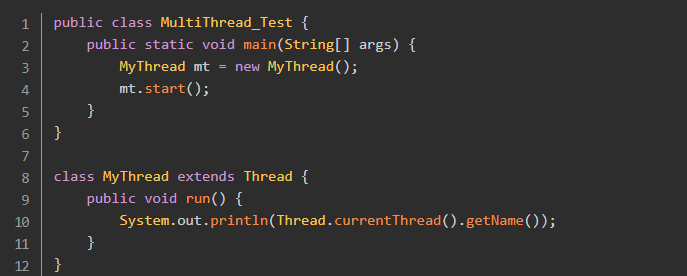 1 public class MultiThread_Test {
2     public static void main(String[] args) {
3         MyThread mt = new MyThread();
4         mt.start();
5     }
6 }
7
8 class MyThread extends Thread {
9     public void run() {
10         System.out.println(Thread.currentThread().getName());
11     }
12 }